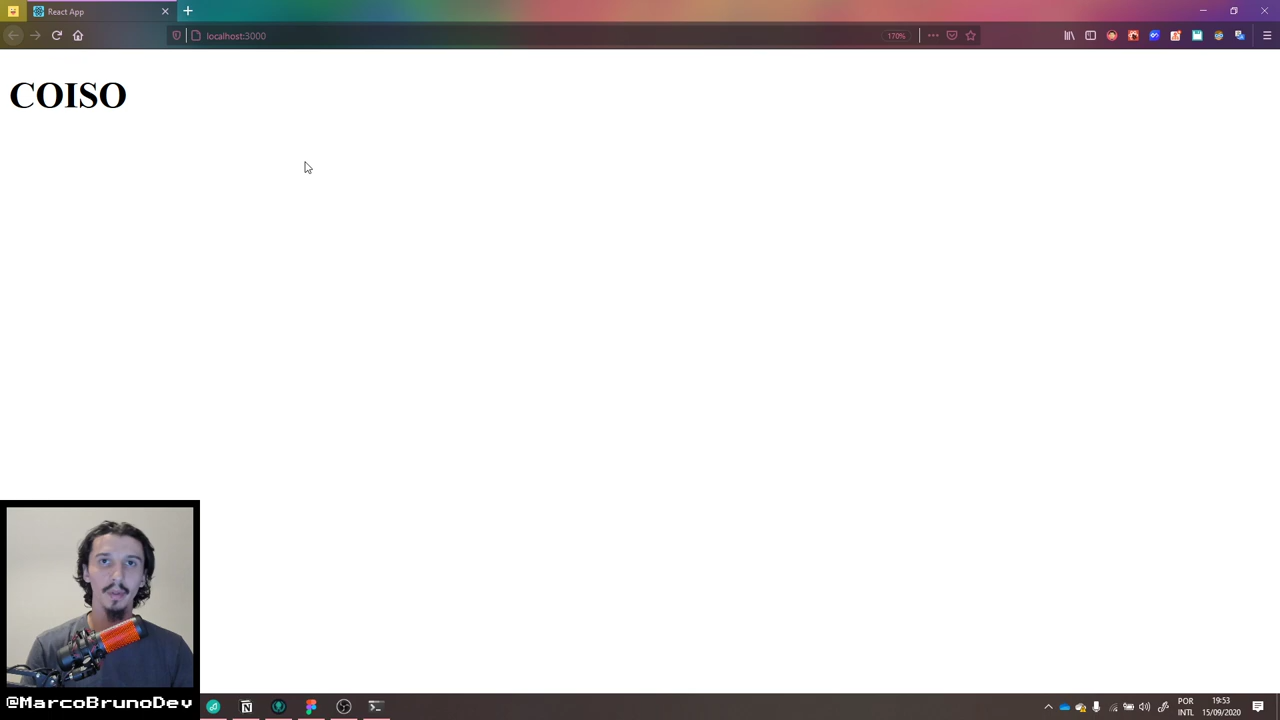 React App
localhost:3000
170%
COISO
@MarcoBrunoDev
POR
INTL
19:53
15/09/2020